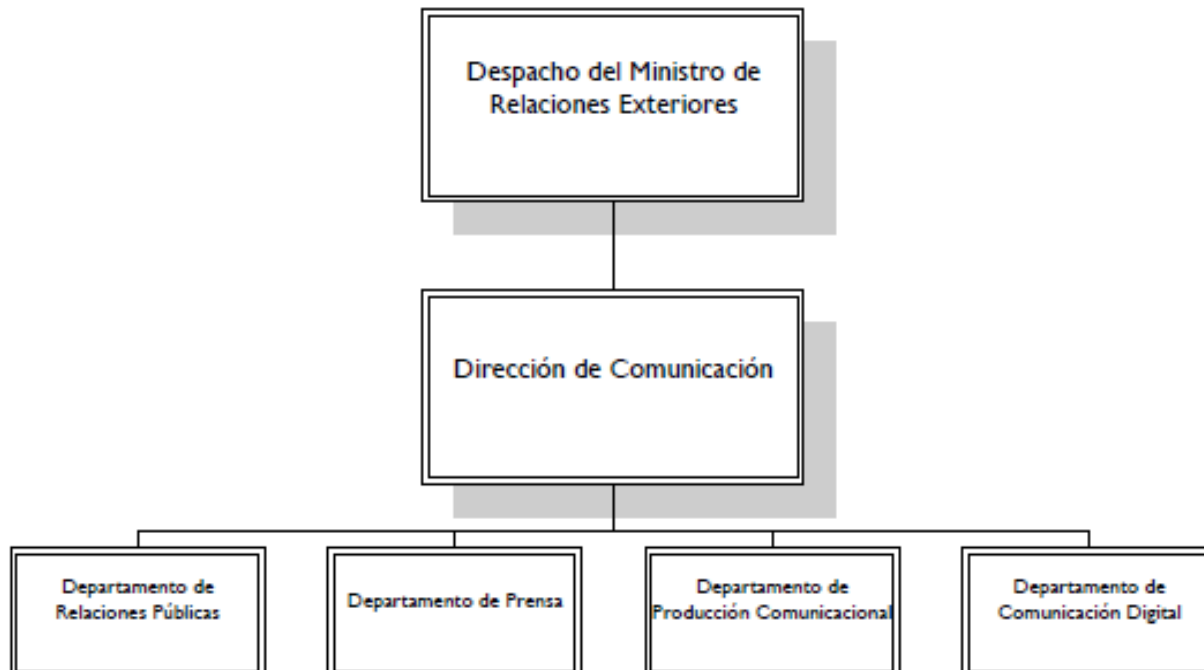 Despacho del Ministro de
Relaciones Exteriores
Dirección de Comunicación
Departamento de
Relaciones Públicas
Departamento de Prensa
Departamento de
Producción Comunicacional
Departamento de
Comunicación Digital